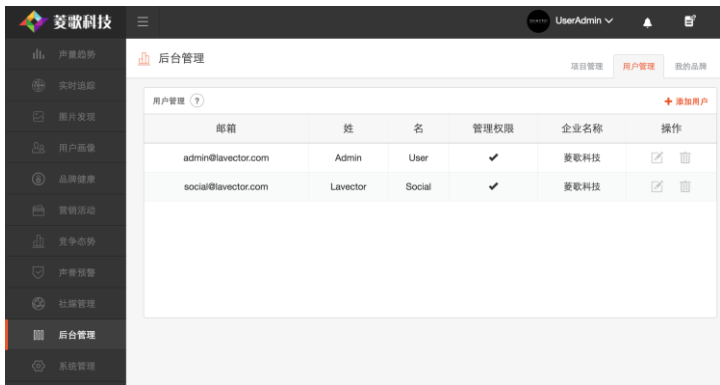 菱歌科技
UserAdmin
声量趋势
实时追踪
图片发现
用户画像
品牌健康
营销活动
竞争态势
声誉预警
社媒管理
后台管理
系统管理
后台管理
项目管理 用户管理 我的品牌
用户管理 ?
+ 添加用户
邮箱 姓 名 管理权限 企业名称 操作
admin@lavector.com Admin User ✔ 菱歌科技
social@lavector.com Lavector Social ✔ 菱歌科技